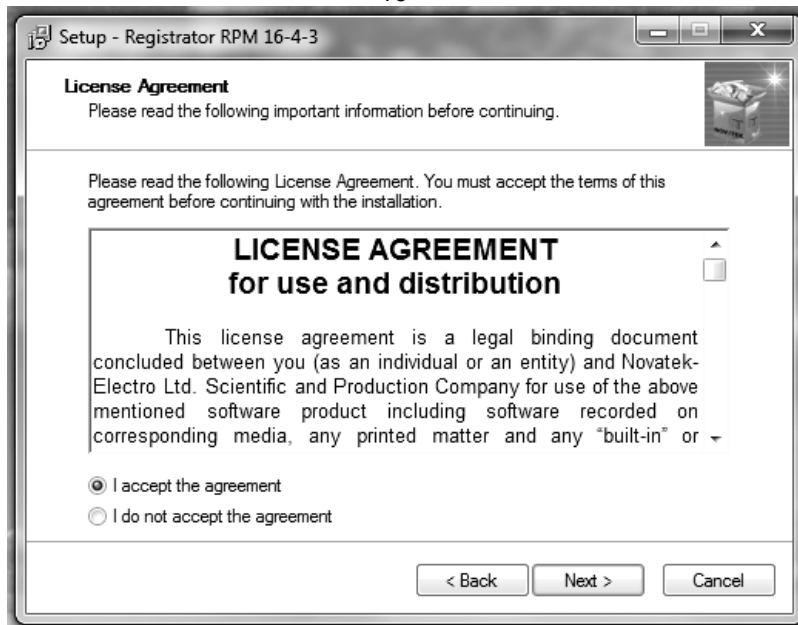 Setup - Registrator RPM 16-4-3
License Agreement
Please read the following important information before continuing.
Please read the following License Agreement. You must accept the terms of this
agreement before continuing with the installation.
LICENSE AGREEMENT
for use and distribution
This license agreement is a legal binding document
concluded between you (as an individual or an entity) and Novatek-
Electro Ltd. Scientific and Production Company for use of the above
mentioned software product including software recorded on
corresponding media, any printed matter and any “built-in” or
I accept the agreement
I do not accept the agreement
< Back
Next >
Cancel